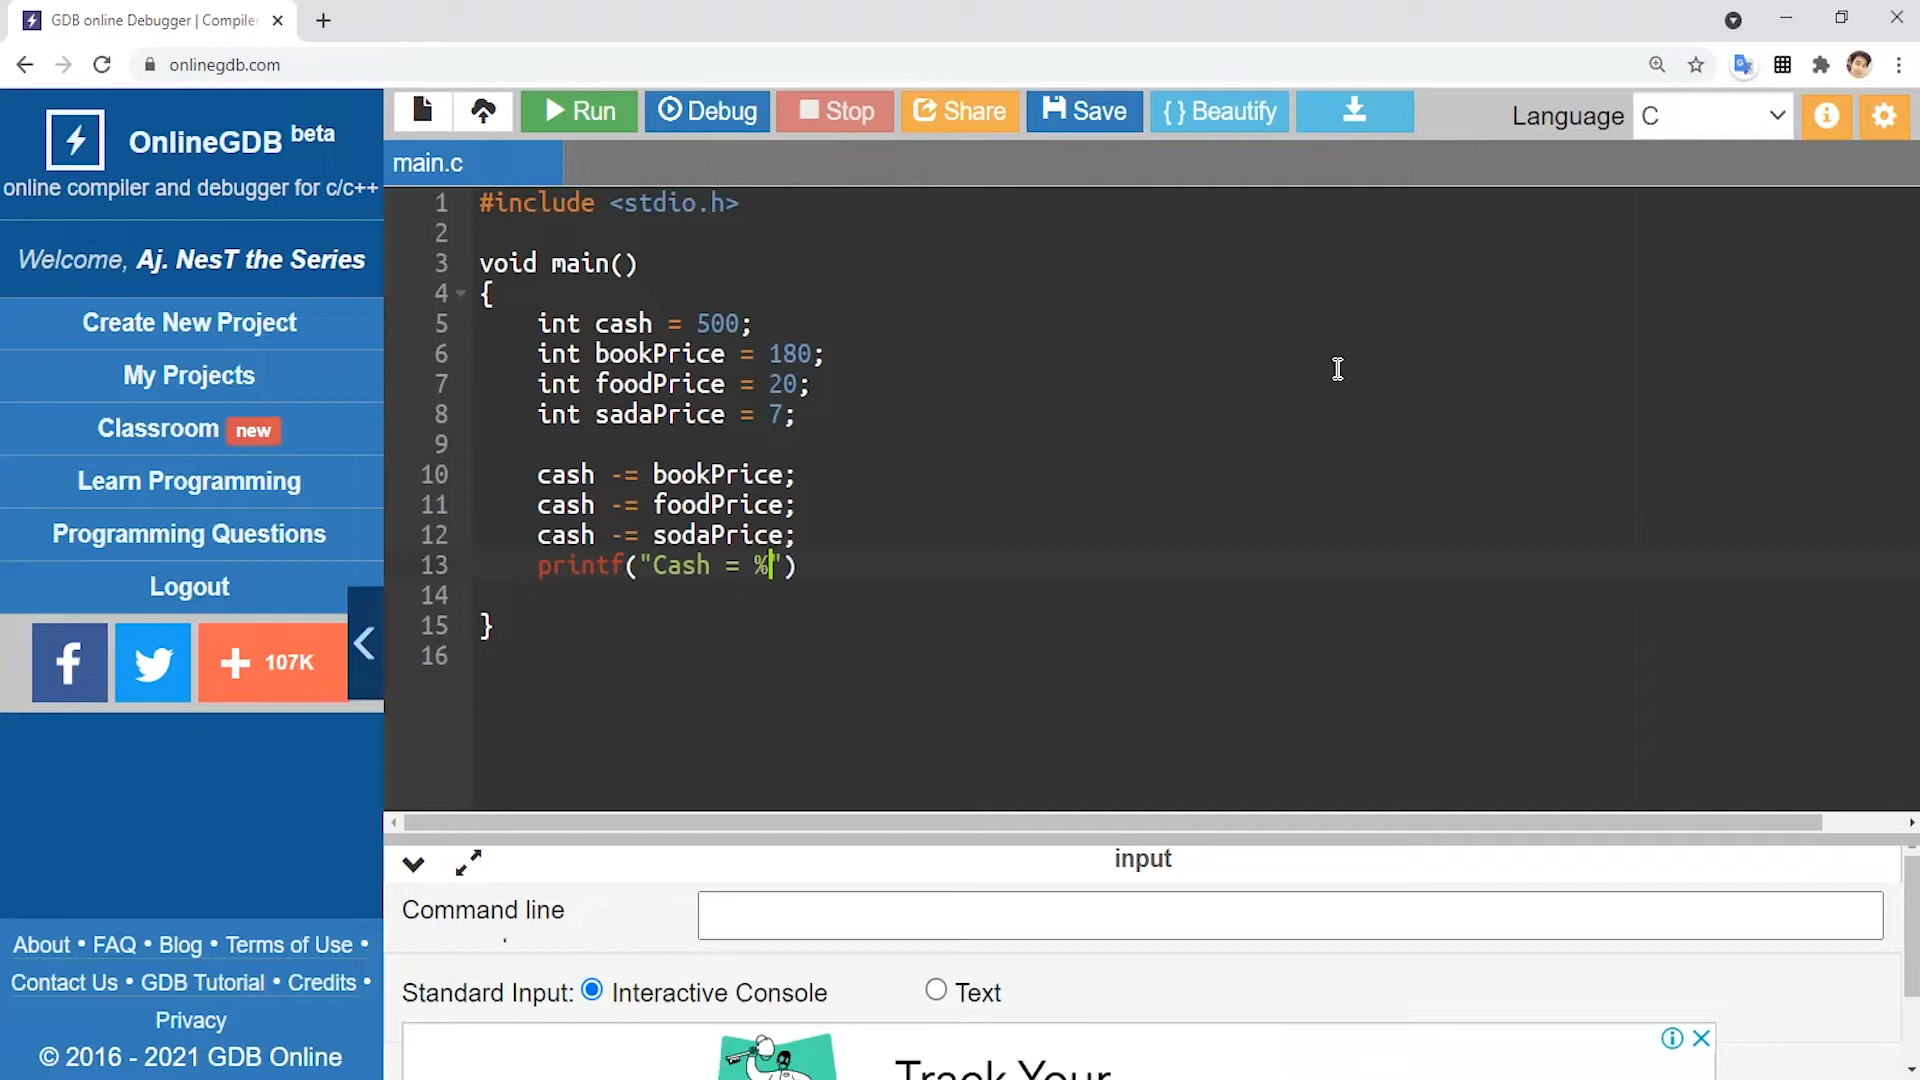 GDB online Debugger | Compiler
onlinegdb.com
OnlineGDB beta
online compiler and debugger for c/c++
Welcome, Aj. NesT the Series
Create New Project
My Projects
Classroom new
Learn Programming
Programming Questions
Logout
107K
About • FAQ • Blog • Terms of Use •
Contact Us • GDB Tutorial • Credits •
Privacy
© 2016 - 2021 GDB Online
Run Debug Stop Share Save { } Beautify
Language C
main.c
1 #include <stdio.h>
2
3 void main()
4 {
5 int cash = 500;
6 int bookPrice = 180;
7 int foodPrice = 20;
8 int sadaPrice = 7;
9
10 cash -= bookPrice;
11 cash -= foodPrice;
12 cash -= sodaPrice;
13 printf("Cash = %")
14
15 }
16
input
Command line
Standard Input: Interactive Console Text
Track Your